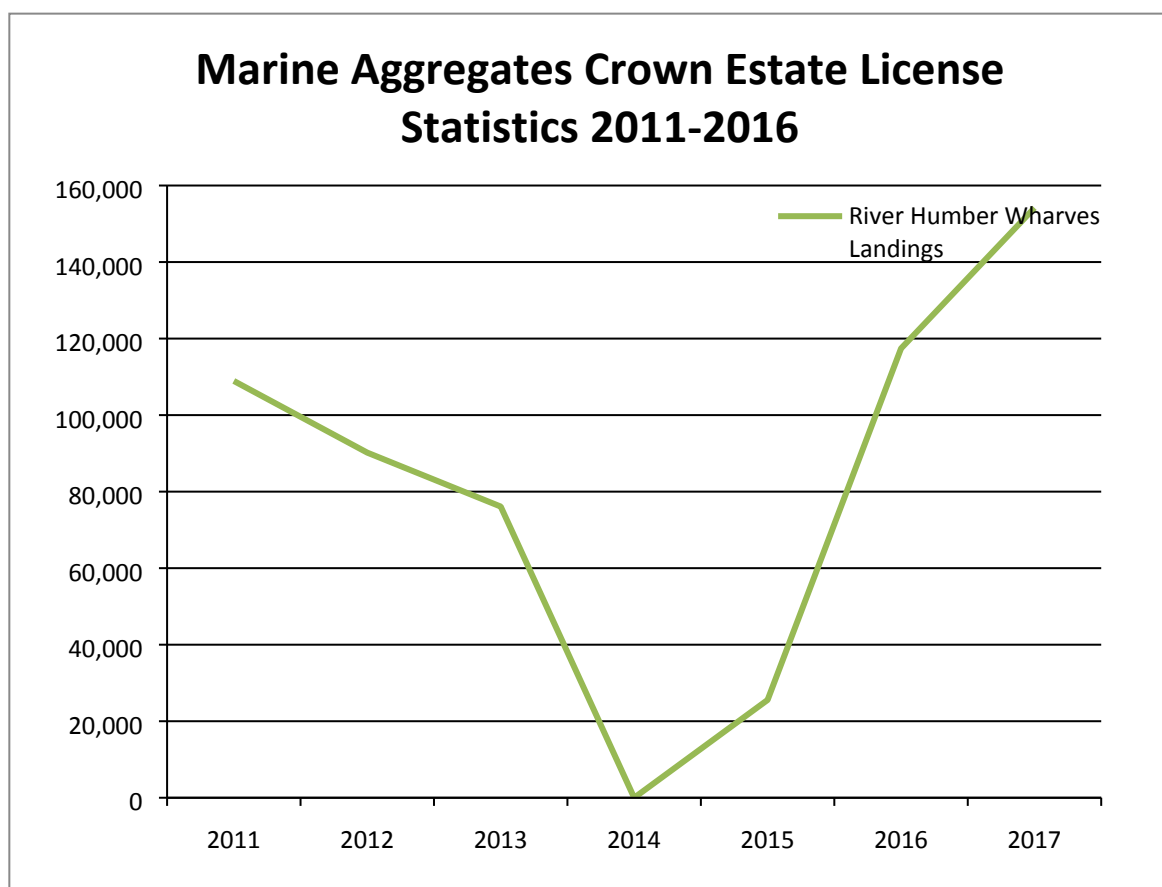 Marine Aggregates Crown Estate License
Statistics 2011-2016
160,000
140,000
120,000
100,000
80,000
60,000
40,000
20,000
0
River Humber Wharves
Landings
2011 2012 2013 2014 2015 2016 2017